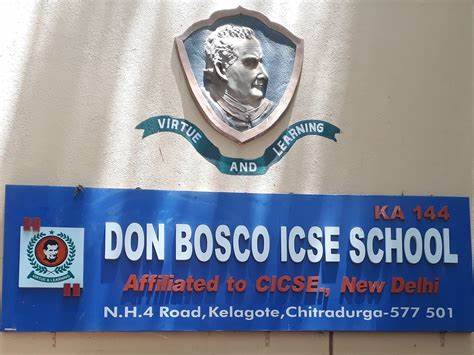 VIRTUE AND LEARNING
KA 144
DON BOSCO ICSE SCHOOL
Affiliated to CICSE., New Delhi
N.H.4 Road, Kelagote, Chitradurga-577 501